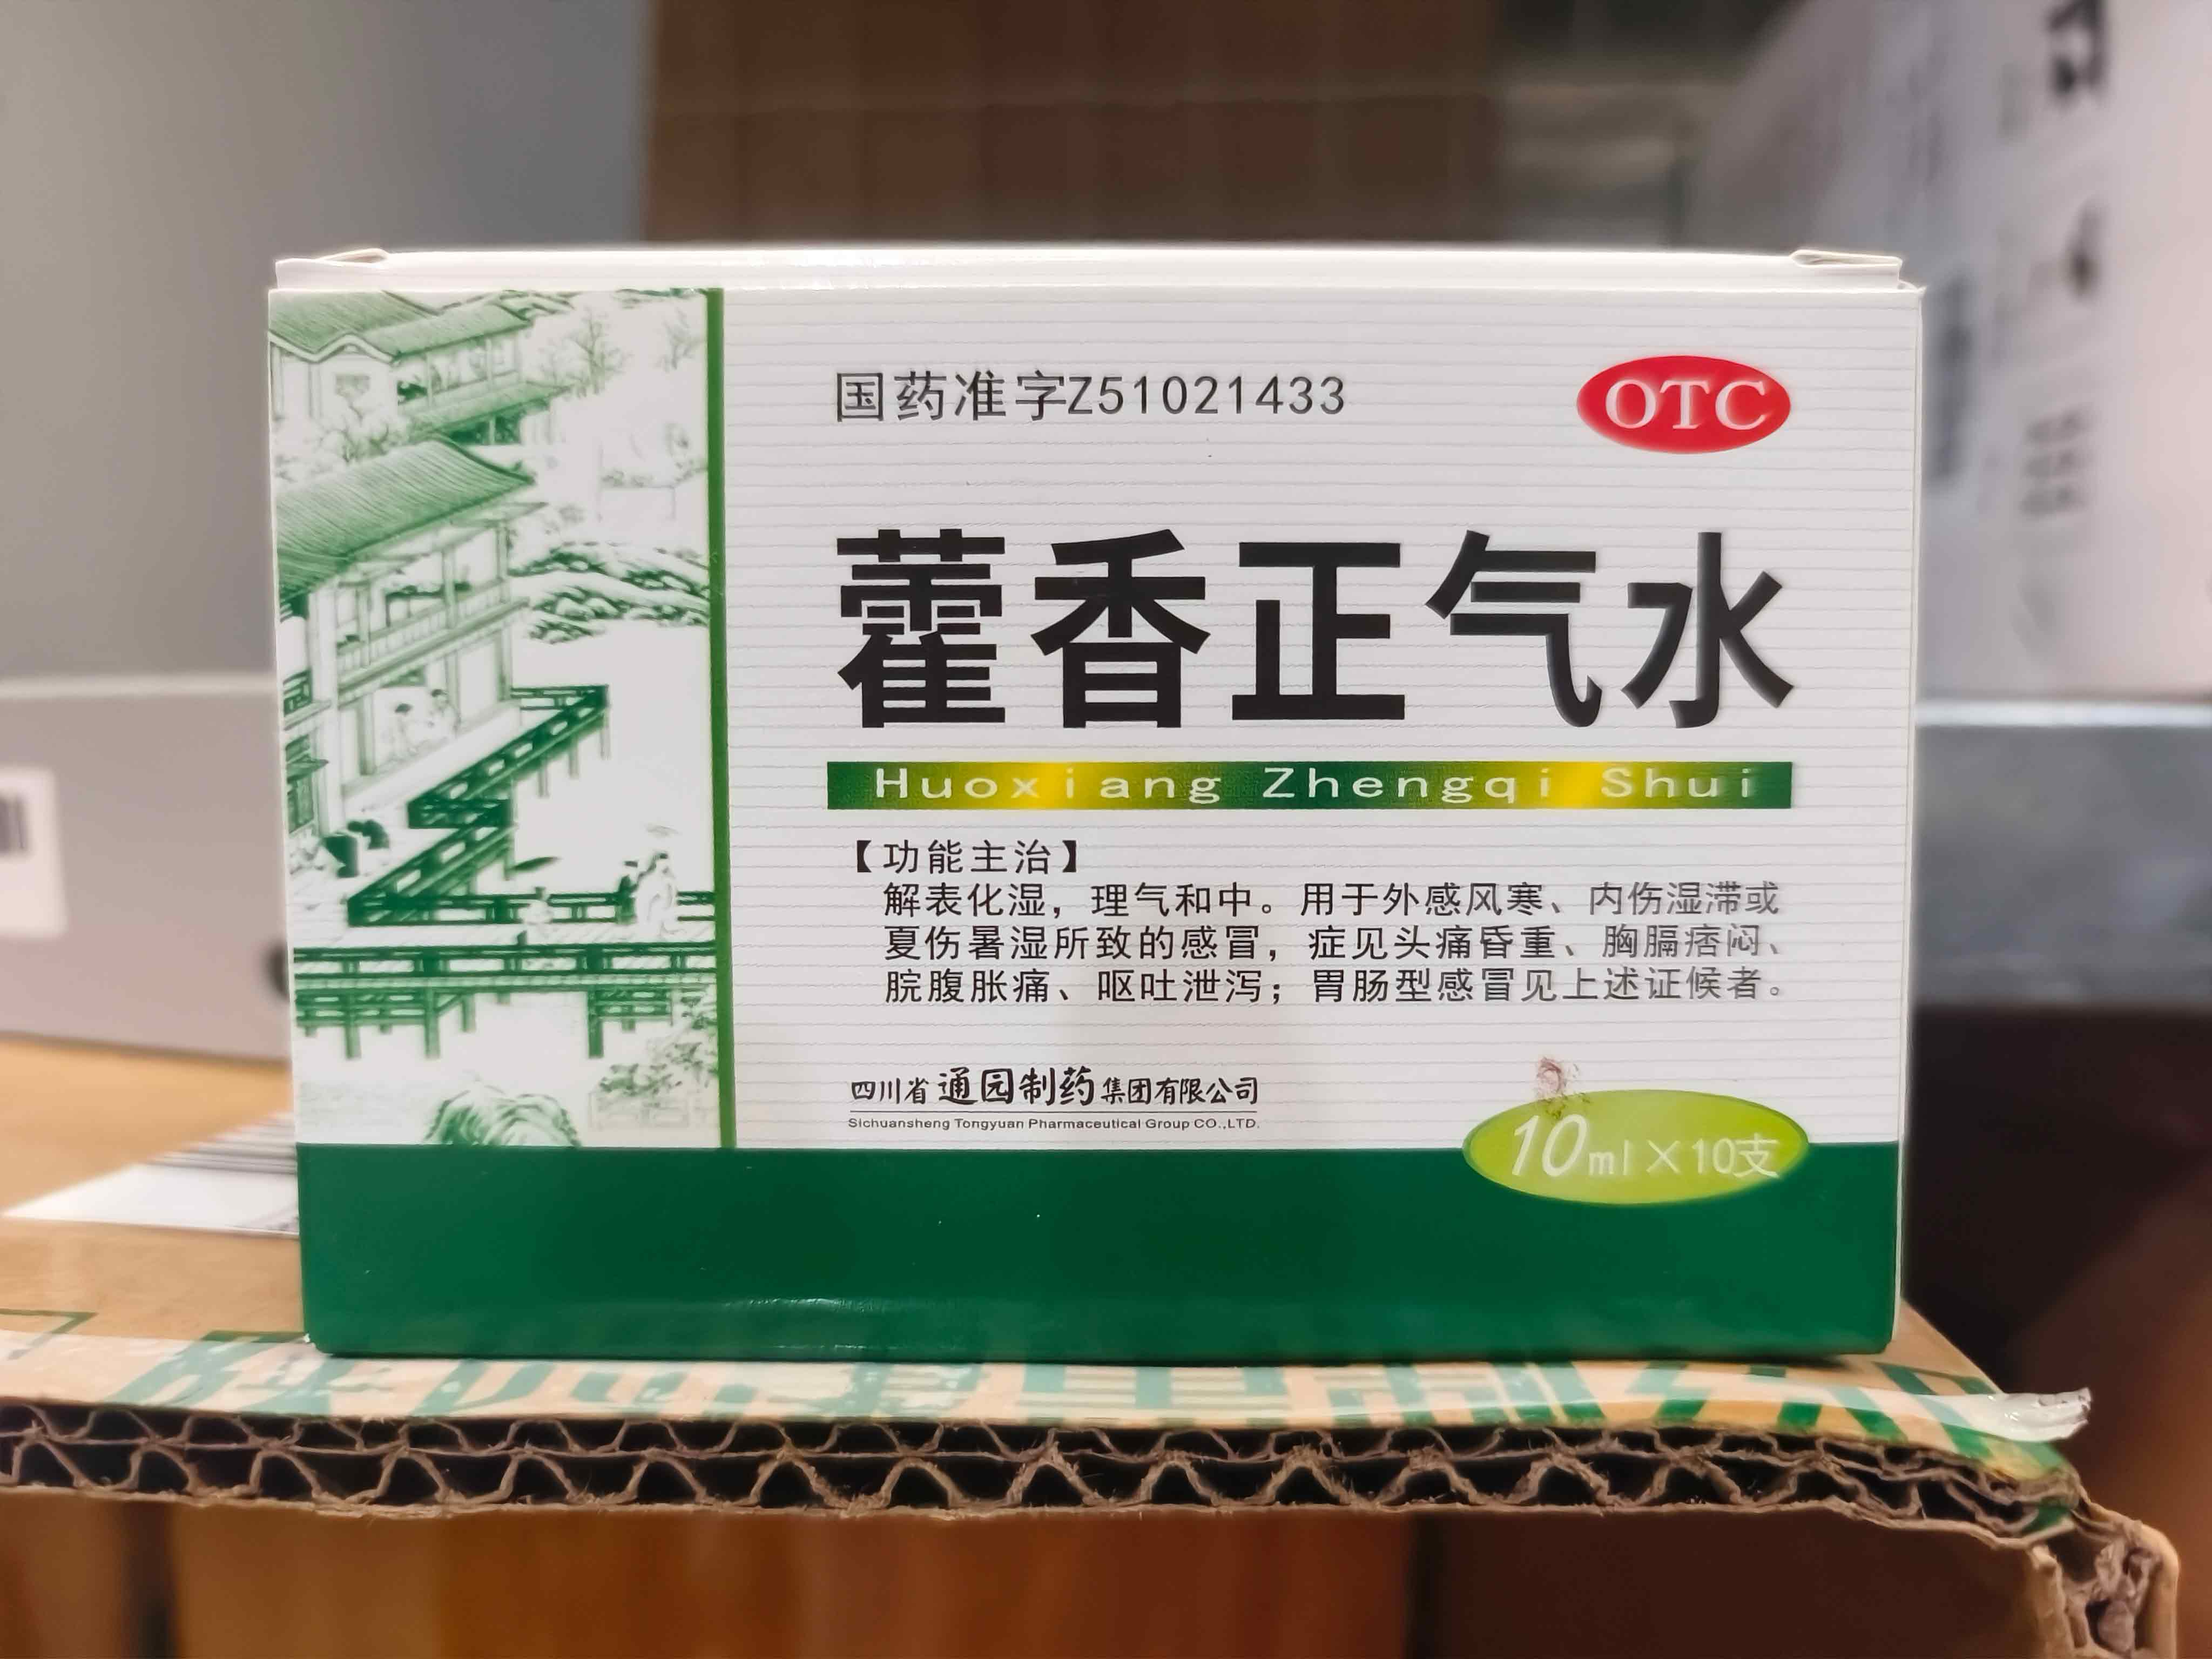 国药准字Z51021433
OTC
藿香正气水
Huoxiang Zhengqi Shui
【功能主治】
解表化湿，理气和中。用于外感风寒、内伤湿滞或
夏伤暑湿所致的感冒，症见头痛昏重、胸膈痞闷、
脘腹胀痛、呕吐泄泻；胃肠型感冒见上述证候者。
四川省通园制药集团有限公司
Sichuansheng Tongyuan Pharmaceutical Group CO.,LTD.
10ml×10支